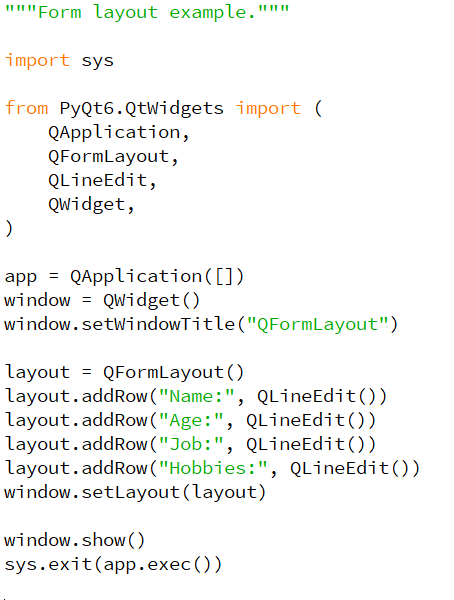 """Form layout example."""
import sys
from PyQt6.QtWidgets import (
    QApplication,
    QFormLayout,
    QLineEdit,
    QWidget,
)
app = QApplication([])
window = QWidget()
window.setWindowTitle("QFormLayout")
layout = QFormLayout()
layout.addRow("Name:", QLineEdit())
layout.addRow("Age:", QLineEdit())
layout.addRow("Job:", QLineEdit())
layout.addRow("Hobbies:", QLineEdit())
window.setLayout(layout)
window.show()
sys.exit(app.exec())